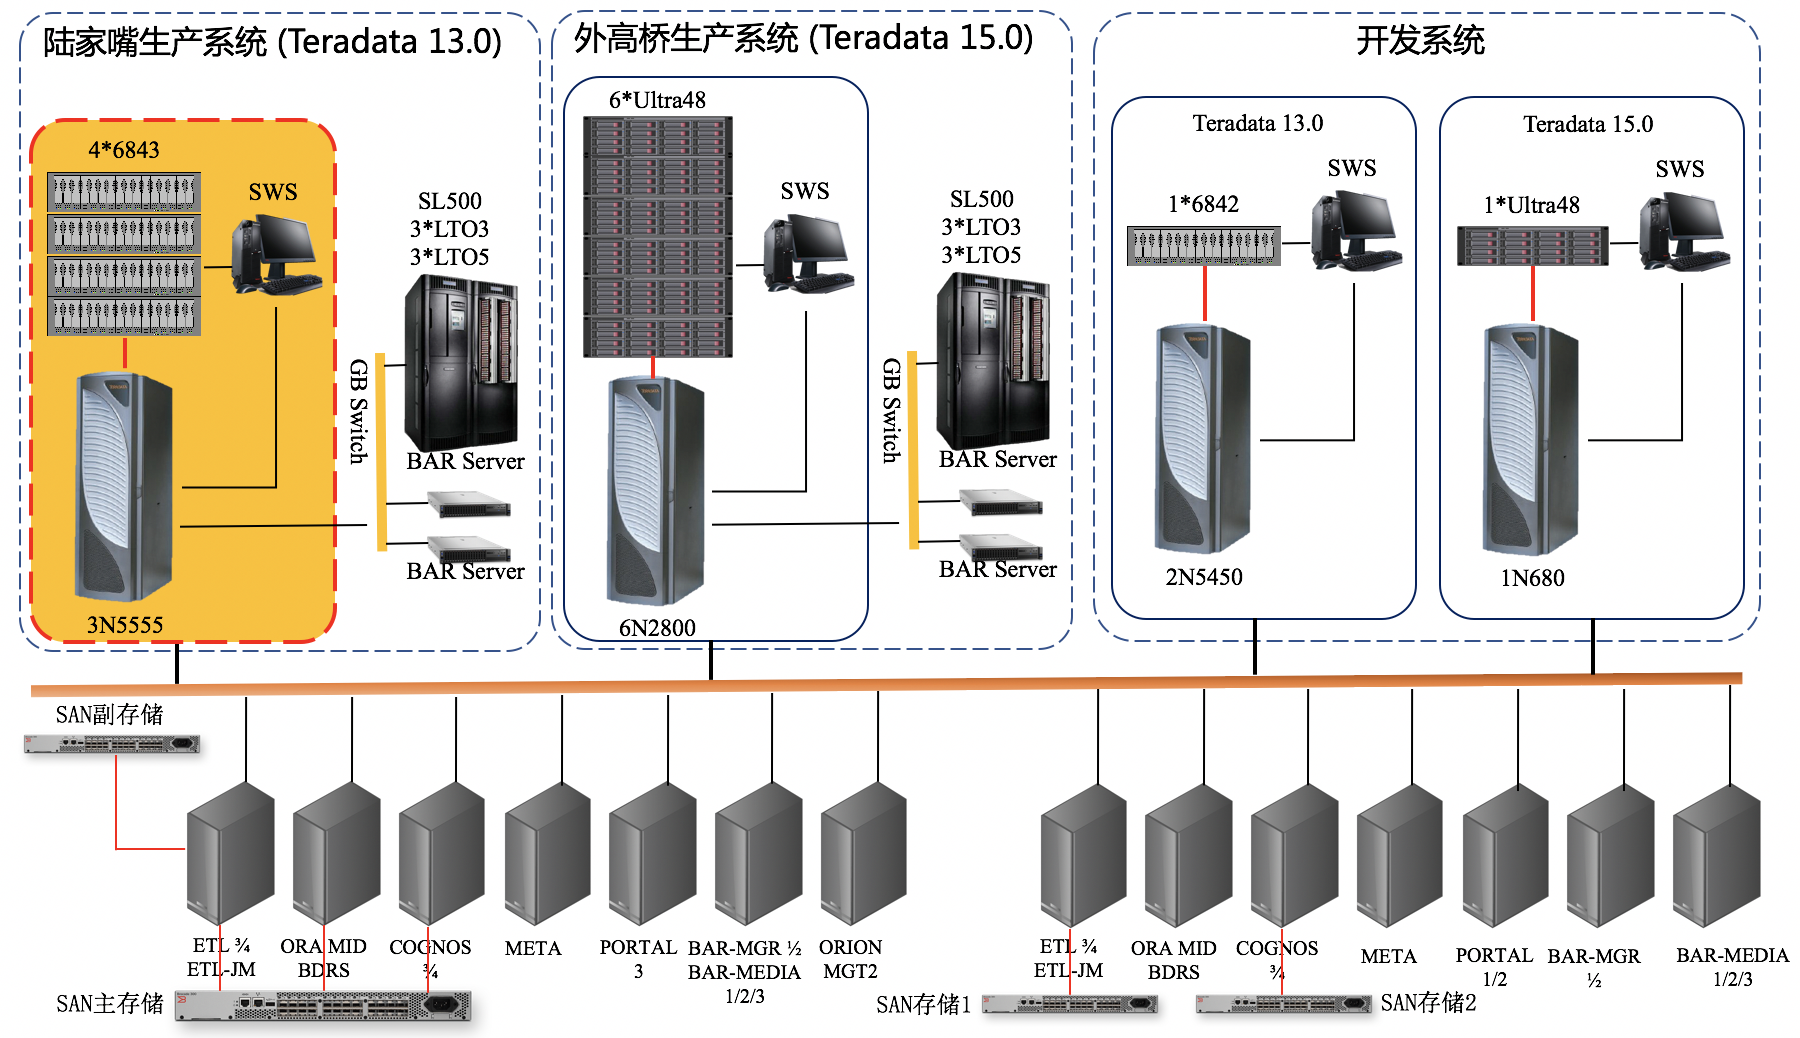 陆家嘴生产系统 (Teradata 13.0)
外高桥生产系统 (Teradata 15.0)
开发系统
4*6843
SWS
SL500
3*LTO3
3*LTO5
GB Switch
BAR Server
BAR Server
3N5555
6*Ultra48
SWS
SL500
3*LTO3
3*LTO5
GB Switch
BAR Server
BAR Server
6N2800
Teradata 13.0
SWS
1*6842
2N5450
Teradata 15.0
SWS
1*Ultra48
1N680
SAN副存储
ETL ¾
ETL-JM
ORA MID
BDRS
COGNOS
¾
META
PORTAL
3
BAR-MGR ½
BAR-MEDIA
1/2/3
ORION
MGT2
SAN主存储
ETL ¾
ETL-JM
ORA MID
BDRS
COGNOS
¾
META
PORTAL
1/2
BAR-MGR
½
BAR-MEDIA
1/2/3
SAN存储1
SAN存储2